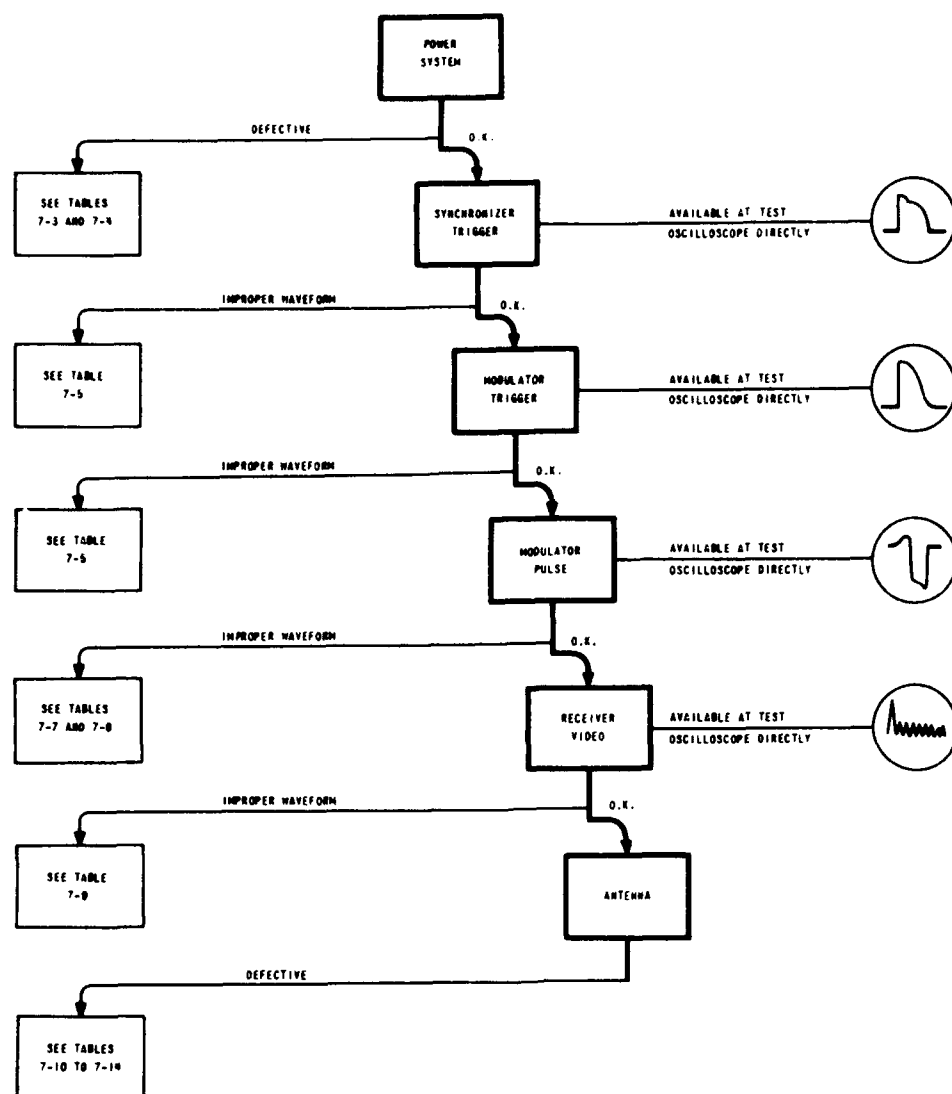 POWER
SYSTEM
DEFECTIVE
O.K.
SEE TABLES
7-3 AND 7-4
SYNCHRONIZER
TRIGGER
AVAILABLE AT TEST
OSCILLOSCOPE DIRECTLY
IMPROPER WAVEFORM
O.K.
SEE TABLE
7-5
MODULATOR
TRIGGER
AVAILABLE AT TEST
OSCILLOSCOPE DIRECTLY
IMPROPER WAVEFORM
O.K.
SEE TABLE
MODULATOR
PULSE
AVAILABLE AT TEST
OSCILLOSCOPE DIRECTLY
IMPROPER WAVEFORM
O.K.
SEE TABLES
7-7 AND 7-8
RECEIVER
VIDEO
AVAILABLE AT TEST
OSCILLOSCOPE DIRECTLY
IMPROPER WAVEFORM
O.K.
SEE TABLE
7-9
ANTENNA
DEFECTIVE
SEE TABLES
7-10 TO 7-14